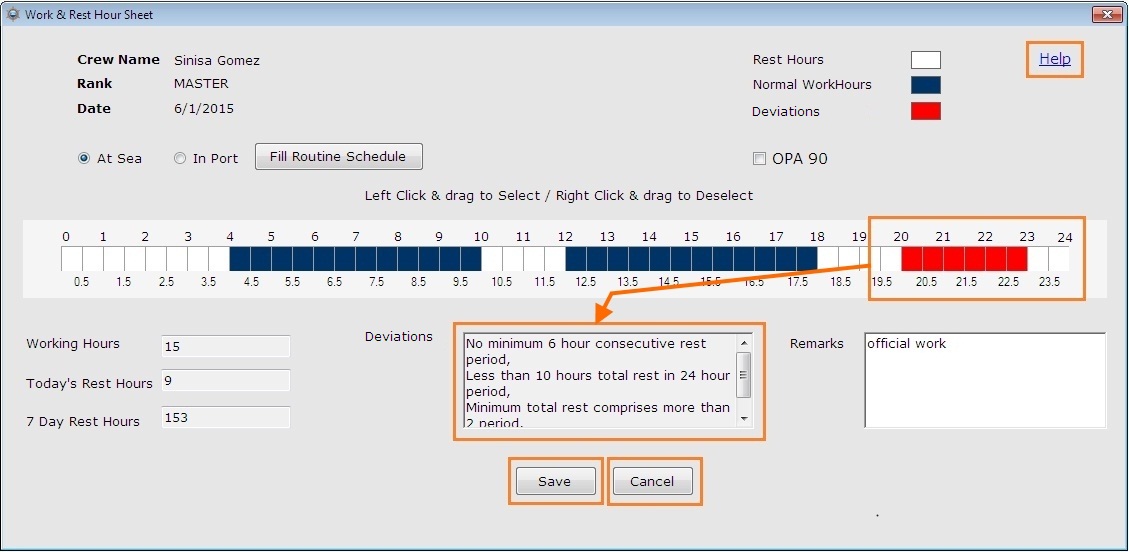 Work & Rest Hour Sheet
Crew Name Sinisa Gomez
Rank MASTER
Date 6/1/2015
Rest Hours
Normal WorkHours
Deviations
Help
At Sea In Port Fill Routine Schedule
OPA 90
Left Click & drag to Select / Right Click & drag to Deselect
0 1 2 3 4 5 6 7 8 9 10 11 12 13 14 15 16 17 18 19 20 21 22 23 24
0.5 1.5 2.5 3.5 4.5 5.5 6.5 7.5 8.5 9.5 10.5 11.5 12.5 13.5 14.5 15.5 16.5 17.5 18.5 19.5 20.5 21.5 22.5 23.5
Working Hours 15
Today's Rest Hours 9
7 Day Rest Hours 153
Deviations
No minimum 6 hour consecutive rest
period,
Less than 10 hours total rest in 24 hour
period,
Minimum total rest comprises more than
2 period,
Remarks
official work
Save
Cancel